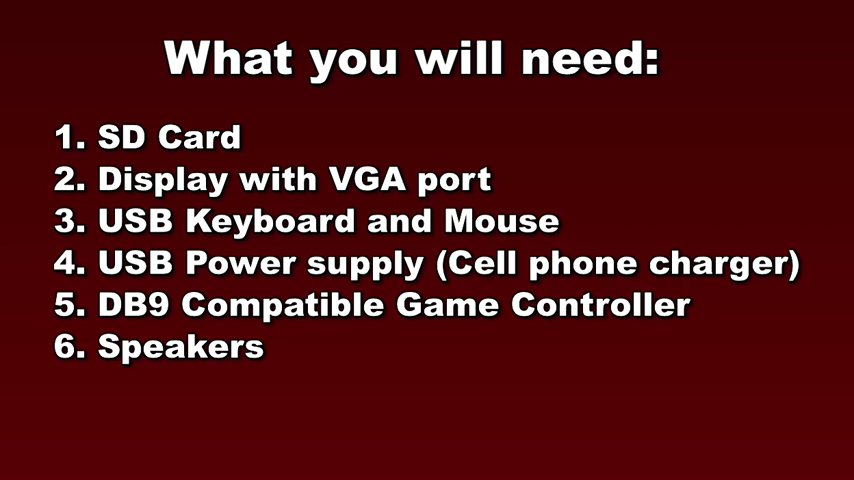 What you will need:
1. SD Card
2. Display with VGA port
3. USB Keyboard and Mouse
4. USB Power supply (Cell phone charger)
5. DB9 Compatible Game Controller
6. Speakers